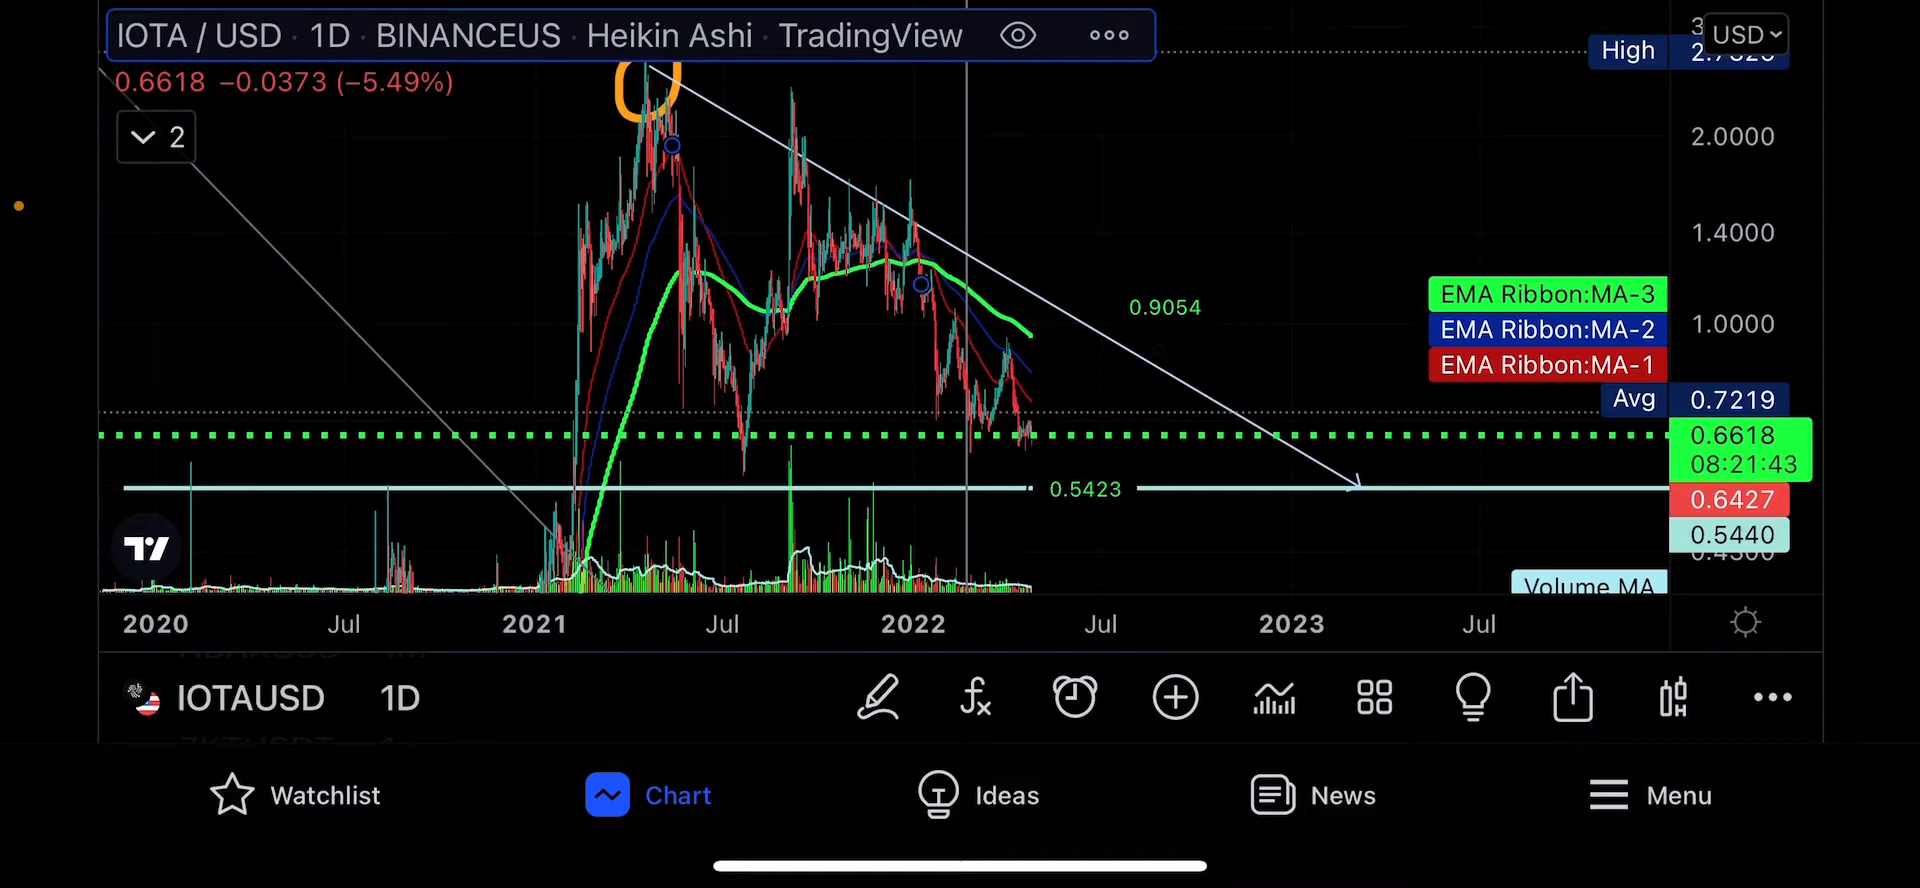 IOTA / USD · 1D · BINANCEUS · Heikin Ashi · TradingView
USD
High
0.6618 −0.0373 (−5.49%)
2
2.0000
1.4000
0.9054
EMA Ribbon:MA-3
EMA Ribbon:MA-2
1.0000
EMA Ribbon:MA-1
Avg 0.7219
0.6618
08:21:43
0.5423
0.6427
0.5440
Volume MA
2020 Jul 2021 Jul 2022 Jul 2023 Jul
IOTAUSD 1D
Watchlist Chart Ideas News Menu